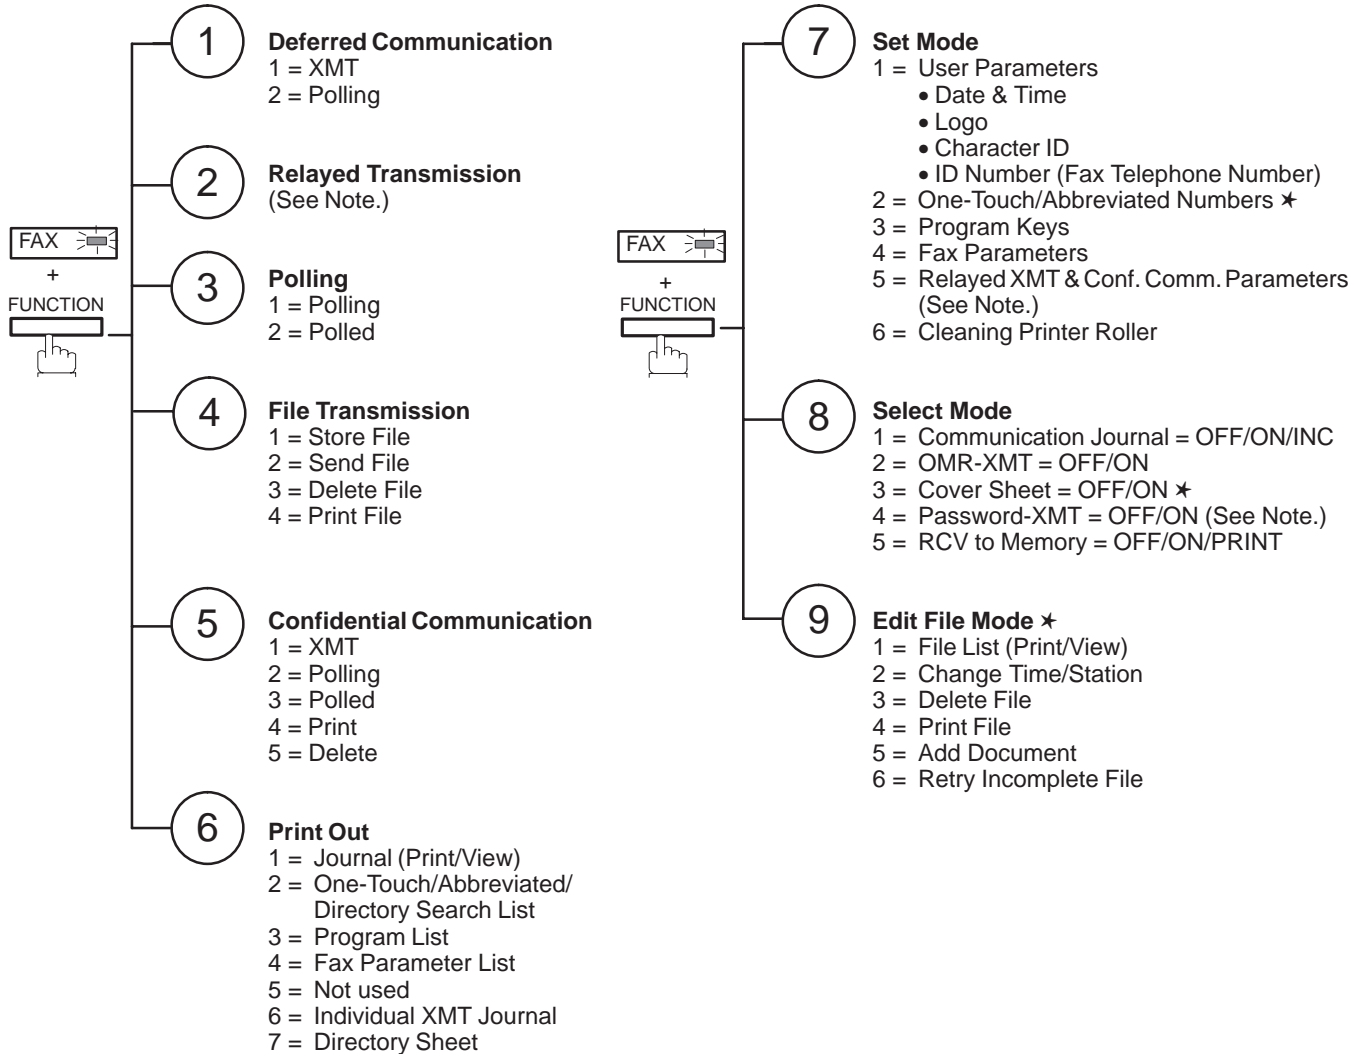 FAX
+
FUNCTION
1
Deferred Communication
1 = XMT
2 = Polling
2
Relayed Transmission
(See Note.)
3
Polling
1 = Polling
2 = Polled
4
File Transmission
1 = Store File
2 = Send File
3 = Delete File
4 = Print File
5
Confidential Communication
1 = XMT
2 = Polling
3 = Polled
4 = Print
5 = Delete
6
Print Out
1 = Journal (Print/View)
2 = One-Touch/Abbreviated/
Directory Search List
3 = Program List
4 = Fax Parameter List
5 = Not used
6 = Individual XMT Journal
7 = Directory Sheet
FAX
+
FUNCTION
7
Set Mode
1 = User Parameters
• Date & Time
• Logo
• Character ID
• ID Number (Fax Telephone Number)
2 = One-Touch/Abbreviated Numbers ✶
3 = Program Keys
4 = Fax Parameters
5 = Relayed XMT & Conf. Comm. Parameters
(See Note.)
6 = Cleaning Printer Roller
8
Select Mode
1 = Communication Journal = OFF/ON/INC
2 = OMR-XMT = OFF/ON
3 = Cover Sheet = OFF/ON ✶
4 = Password-XMT = OFF/ON (See Note.)
5 = RCV to Memory = OFF/ON/PRINT
9
Edit File Mode ✶
1 = File List (Print/View)
2 = Change Time/Station
3 = Delete File
4 = Print File
5 = Add Document
6 = Retry Incomplete File